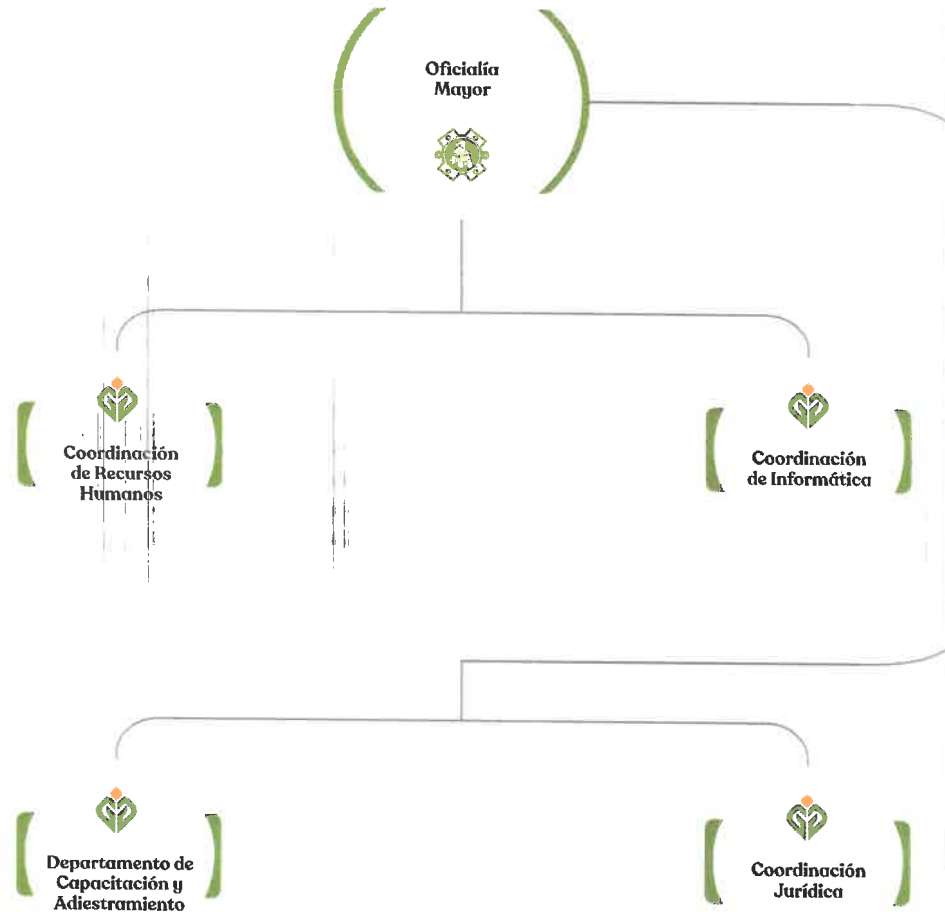 Oficialía
Mayor
Coordinación
de Recursos
Humanos
Coordinación
de Informática
Departamento de
Capacitación y
Adiestramiento
Coordinación
Jurídica